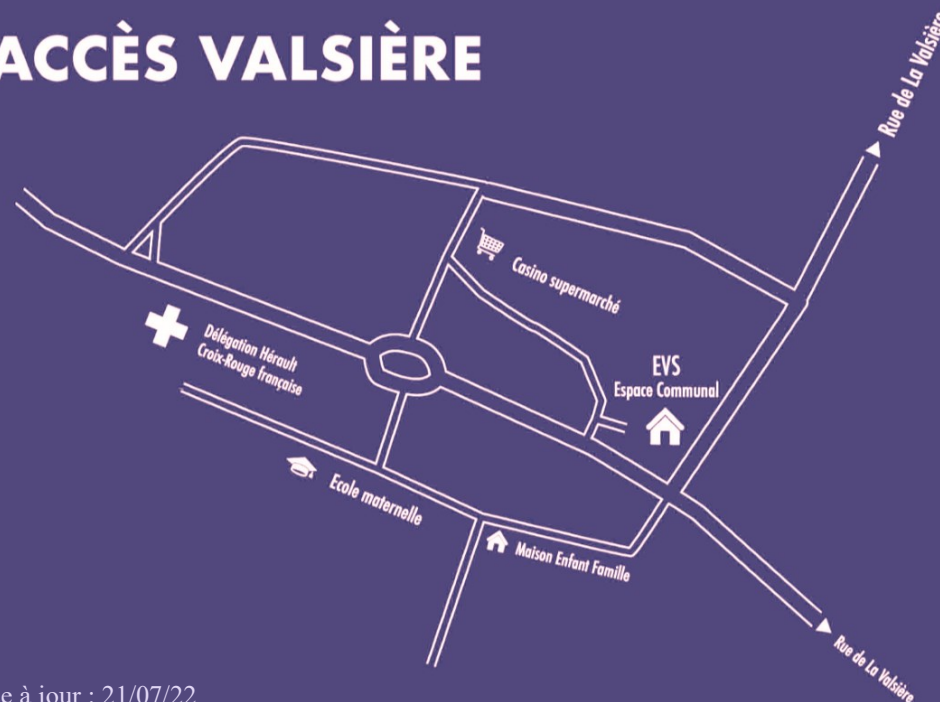 ACCÈS VALSIÈRE
Rue de La Valsière
Casino supermarché
Délégation Hérault
Croix-Rouge française
EVS
Espace Communal
Ecole maternelle
Maison Enfant Famille
Rue de La Valsière
e à jour : 21/07/22